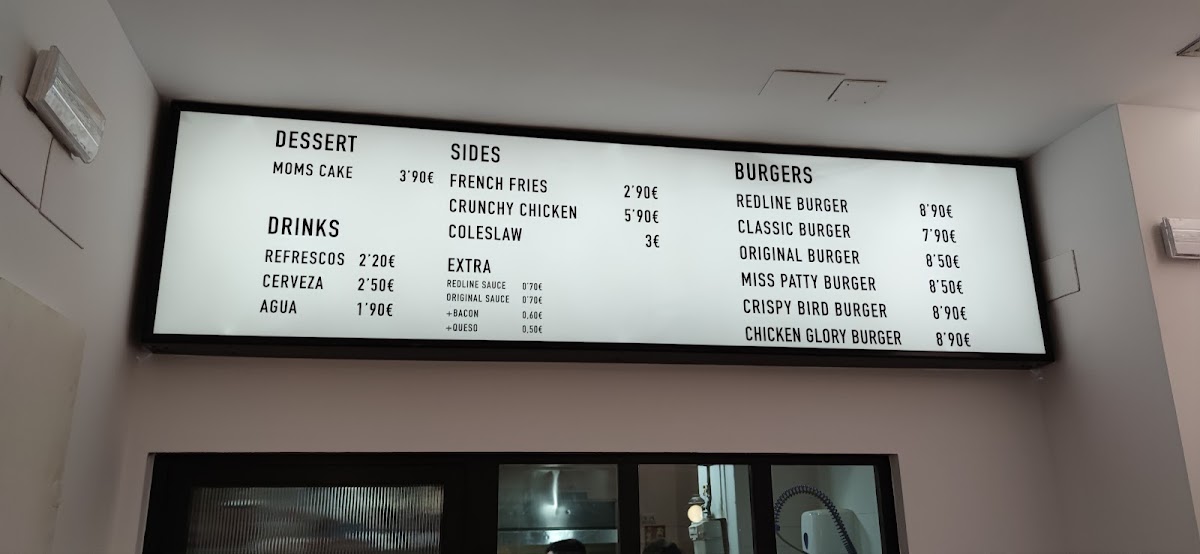 DESSERT
MOMS CAKE 3'90€
DRINKS
REFRESCOS 2'20€
CERVEZA 2'50€
AGUA 1'90€
SIDES
FRENCH FRIES 2'90€
CRUNCHY CHICKEN 5'90€
COLESLAW 3€
EXTRA
REDLINE SAUCE 0'70€
ORIGINAL SAUCE 0'70€
+BACON 0,60€
+QUESO 0,50€
BURGERS
REDLINE BURGER 8'90€
CLASSIC BURGER 7'90€
ORIGINAL BURGER 8'50€
MISS PATTY BURGER 8'50€
CRISPY BIRD BURGER 8'90€
CHICKEN GLORY BURGER 8'90€